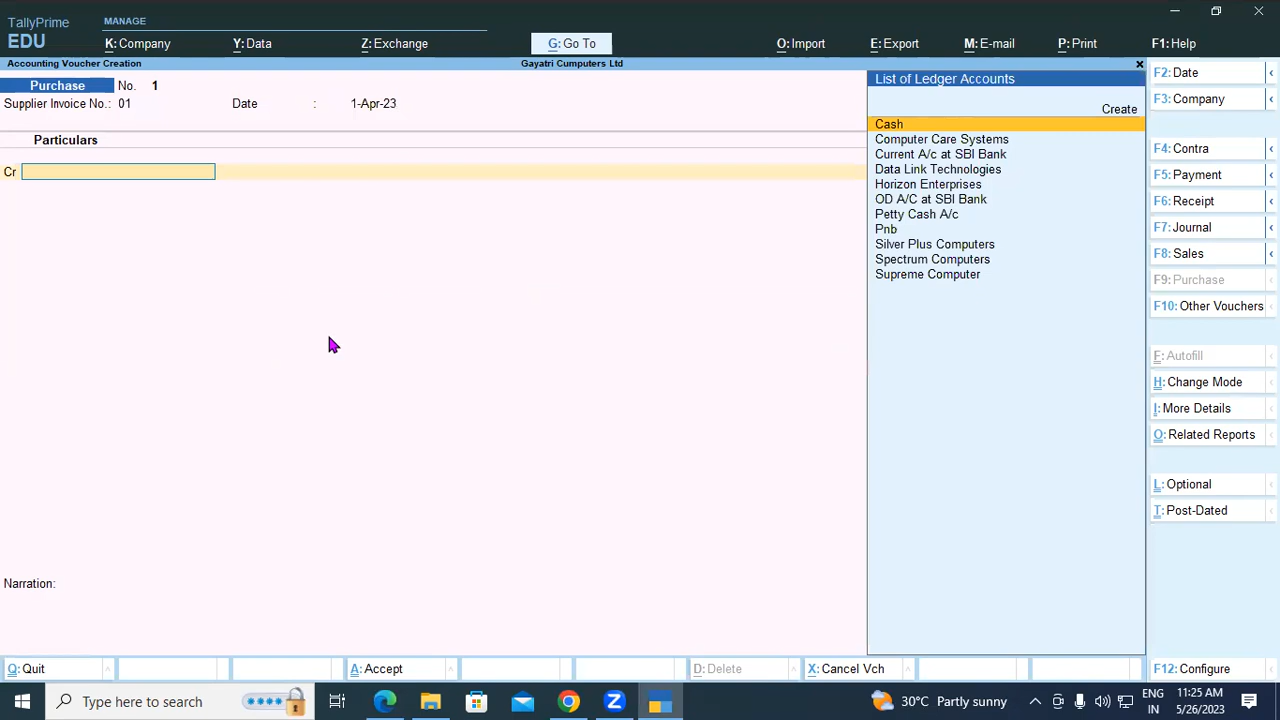 TallyPrime
EDU
MANAGE
K: Company
Y: Data
Z: Exchange
G: Go To
O: Import
E: Export
M: E-mail
P: Print
F1: Help
Accounting Voucher Creation
Gayatri Cumputers Ltd
×
Purchase No. 1
Supplier Invoice No.: 01 Date : 1-Apr-23
Particulars
Cr
List of Ledger Accounts
Create
Cash
Computer Care Systems
Current A/c at SBI Bank
Data Link Technologies
Horizon Enterprises
OD A/C at SBI Bank
Petty Cash A/c
Pnb
Silver Plus Computers
Spectrum Computers
Supreme Computer
F2: Date
F3: Company
F4: Contra
F5: Payment
F6: Receipt
F7: Journal
F8: Sales
F9: Purchase
F10: Other Vouchers
F: Autofill
H: Change Mode
I: More Details
O: Related Reports
L: Optional
T: Post-Dated
Narration:
Q: Quit
A: Accept
D: Delete
X: Cancel Vch
F12: Configure
Type here to search
30°C Partly sunny
ENG
IN
11:25 AM
5/26/2023